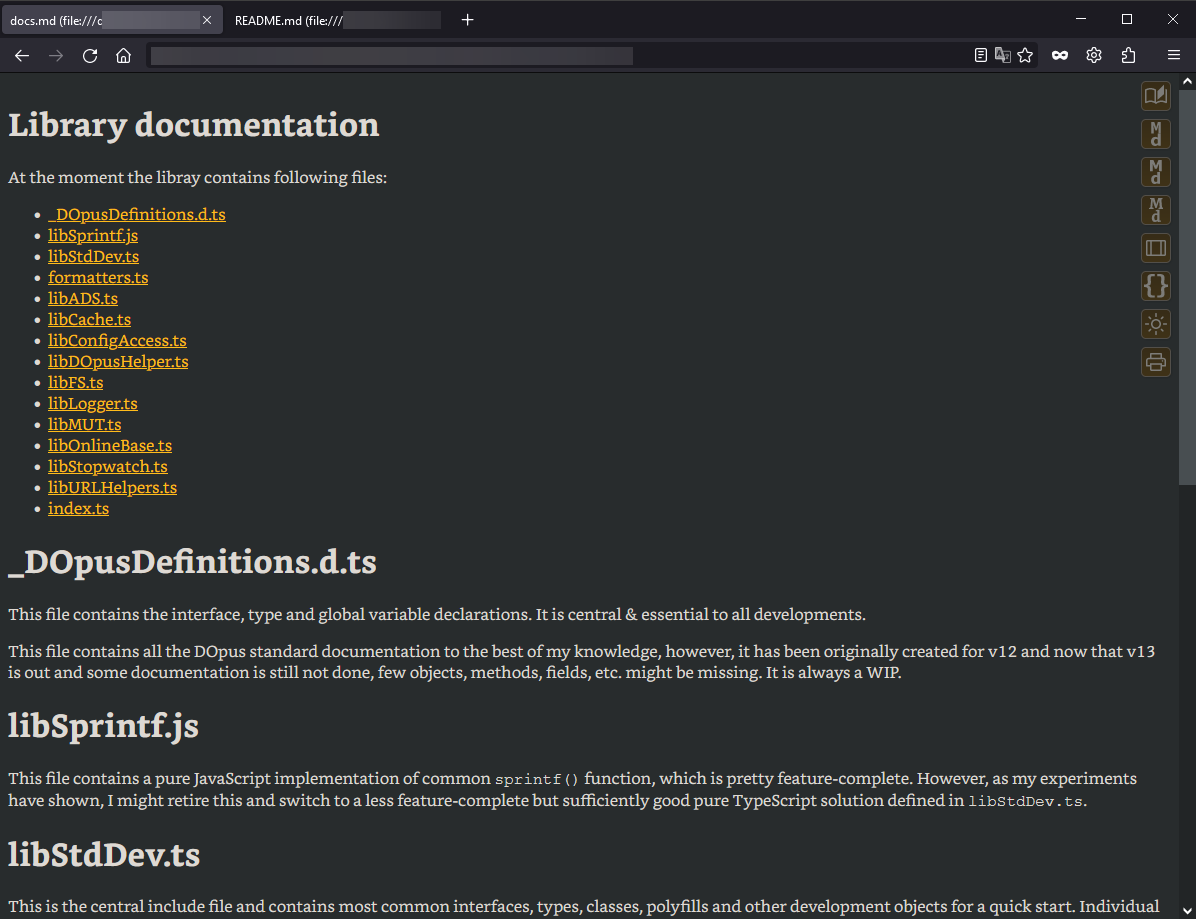 docs.md (file:///
README.md (file:///
Library documentation
At the moment the libray contains following files:
_DOpusDefinitions.d.ts
libSprintf.js
libStdDev.ts
formatters.ts
libADS.ts
libCache.ts
libConfigAccess.ts
libDOpusHelper.ts
libFS.ts
libLogger.ts
libMUT.ts
libOnlineBase.ts
libStopwatch.ts
libURLHelpers.ts
index.ts
_DOpusDefinitions.d.ts
This file contains the interface, type and global variable declarations. It is central & essential to all developments.
This file contains all the DOpus standard documentation to the best of my knowledge, however, it has been originally created for v12 and now that v13
is out and some documentation is still not done, few objects, methods, fields, etc. might be missing. It is always a WIP.
libSprintf.js
This file contains a pure JavaScript implementation of common sprintf() function, which is pretty feature-complete. However, as my experiments
have shown, I might retire this and switch to a less feature-complete but sufficiently good pure TypeScript solution defined in libStdDev.ts.
libStdDev.ts
This is the central include file and contains most common interfaces, types, classes, polyfills and other development objects for a quick start. Individual
Md
Md
Md
{}